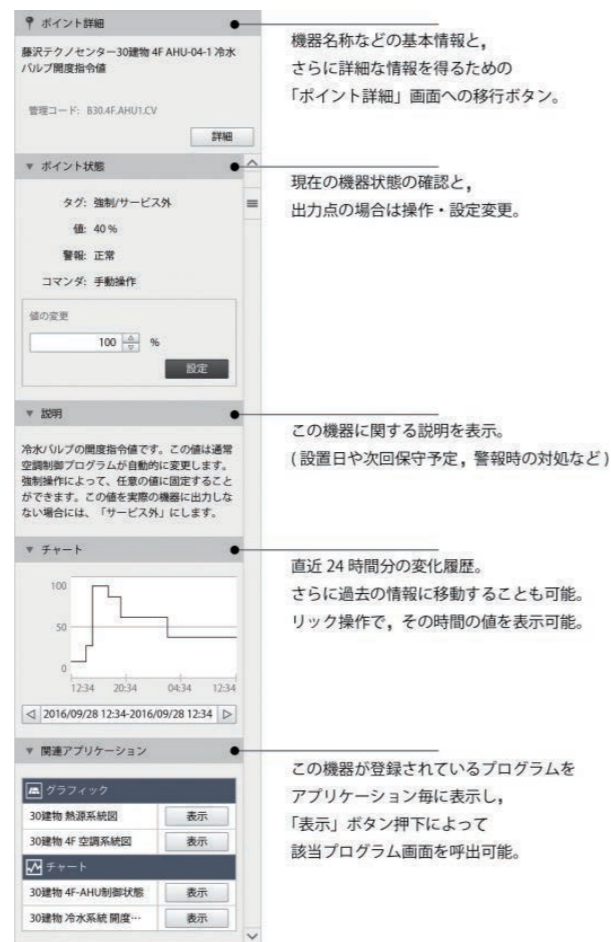 ポイント詳細
藤沢テクノセンター30建物 4F AHU-04-1 冷水
バルブ開度指令値
管理コード: B30.4F.AHU1.CV
詳細
機器名称などの基本情報と，
さらに詳細な情報を得るための
「ポイント詳細」画面への移行ボタン。
ポイント状態
タグ: 強制/サービス外
値: 40 %
警報: 正常
コマンダ: 手動操作
値の変更
100 %
設定
現在の機器状態の確認と，
出力点の場合は操作・設定変更。
説明
冷水バルブの開度指令値です。この値は通常
空調制御プログラムが自動的に変更します。
強制操作によって、任意の値に固定すること
ができます。この値を実際の機器に出力しな
ない場合には、「サービス外」にします。
この機器に関する説明を表示。
(設置日や次回保守予定，警報時の対処など)
チャート
100
50
0
12:34 20:34 04:34 12:34
2016/09/28 12:34-2016/09/28 12:34
直近 24 時間分の変化履歴。
さらに過去の情報に移動することも可能。
リック操作で，その時間の値を表示可能。
関連アプリケーション
グラフィック
30建物 熱源系統図 表示
30建物 4F 空調系統図 表示
チャート
30建物 4F-AHU制御状態 表示
30建物 冷水系統 開度… 表示
この機器が登録されているプログラムを
アプリケーション毎に表示し，
「表示」ボタン押下によって
該当プログラム画面を呼出可能。